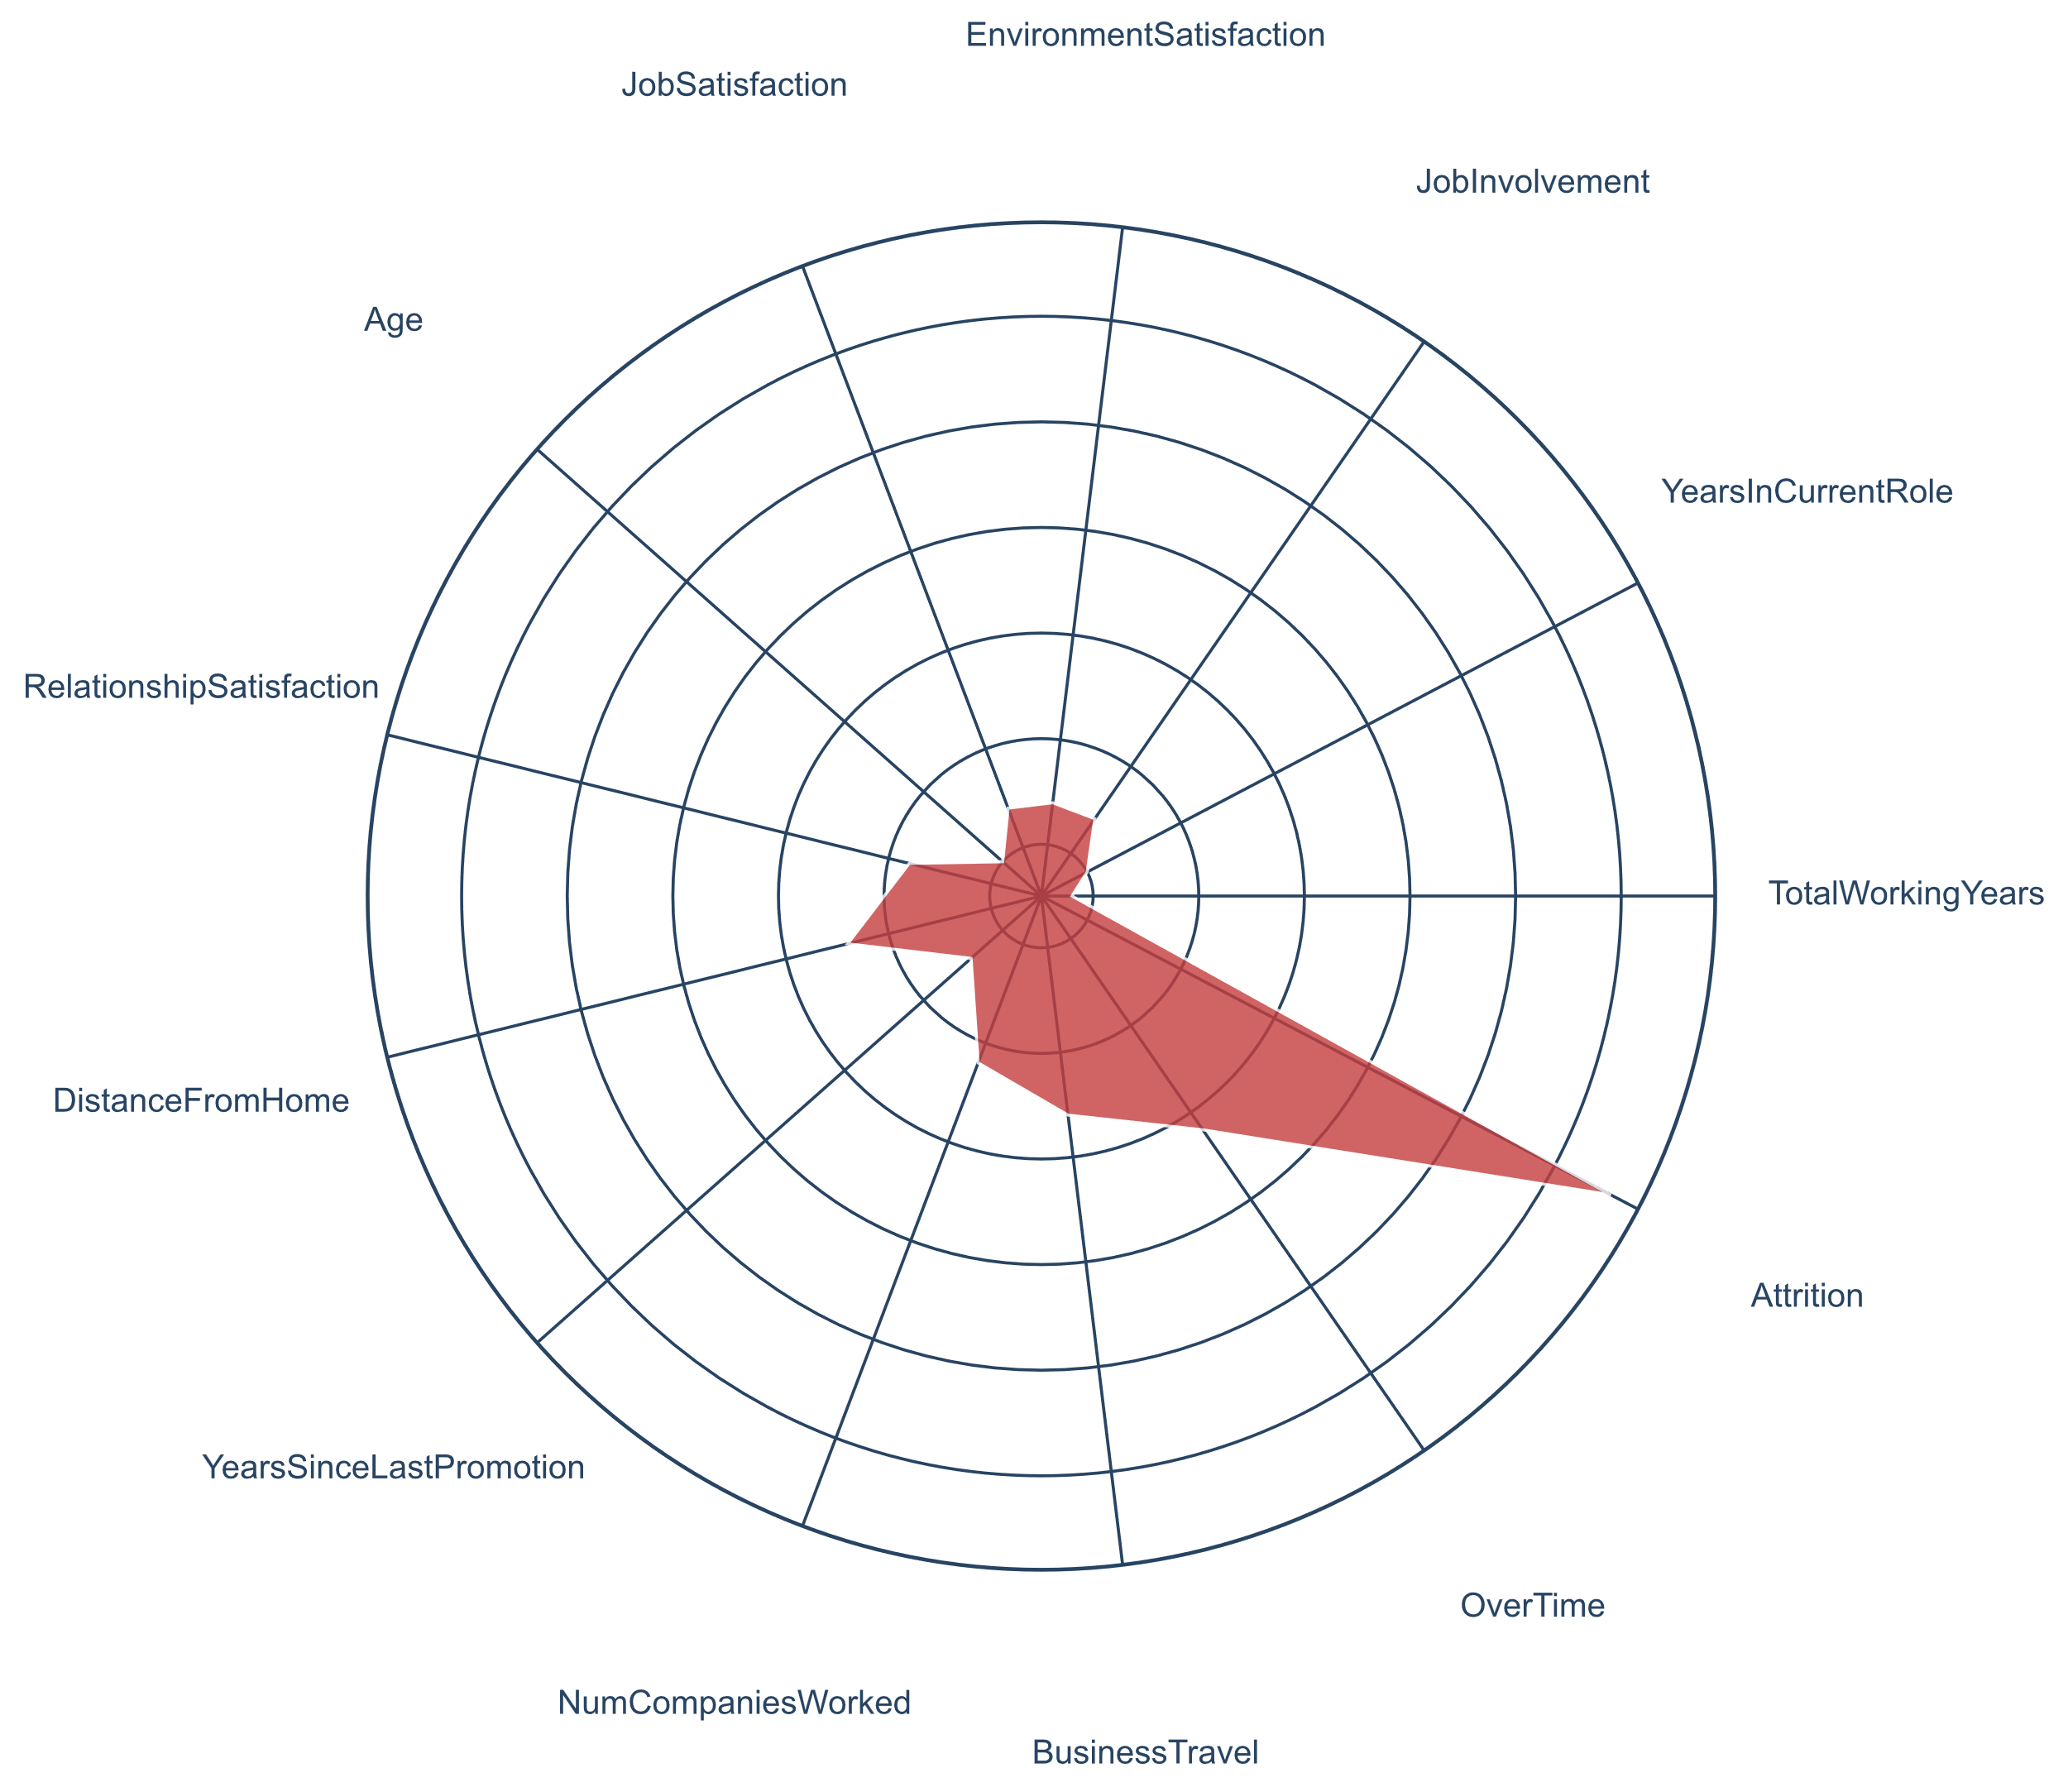 EnvironmentSatisfaction
JobSatisfaction
JobInvolvement
Age
YearsInCurrentRole
RelationshipSatisfaction
TotalWorkingYears
DistanceFromHome
Attrition
YearsSinceLastPromotion
OverTime
NumCompaniesWorked
BusinessTravel